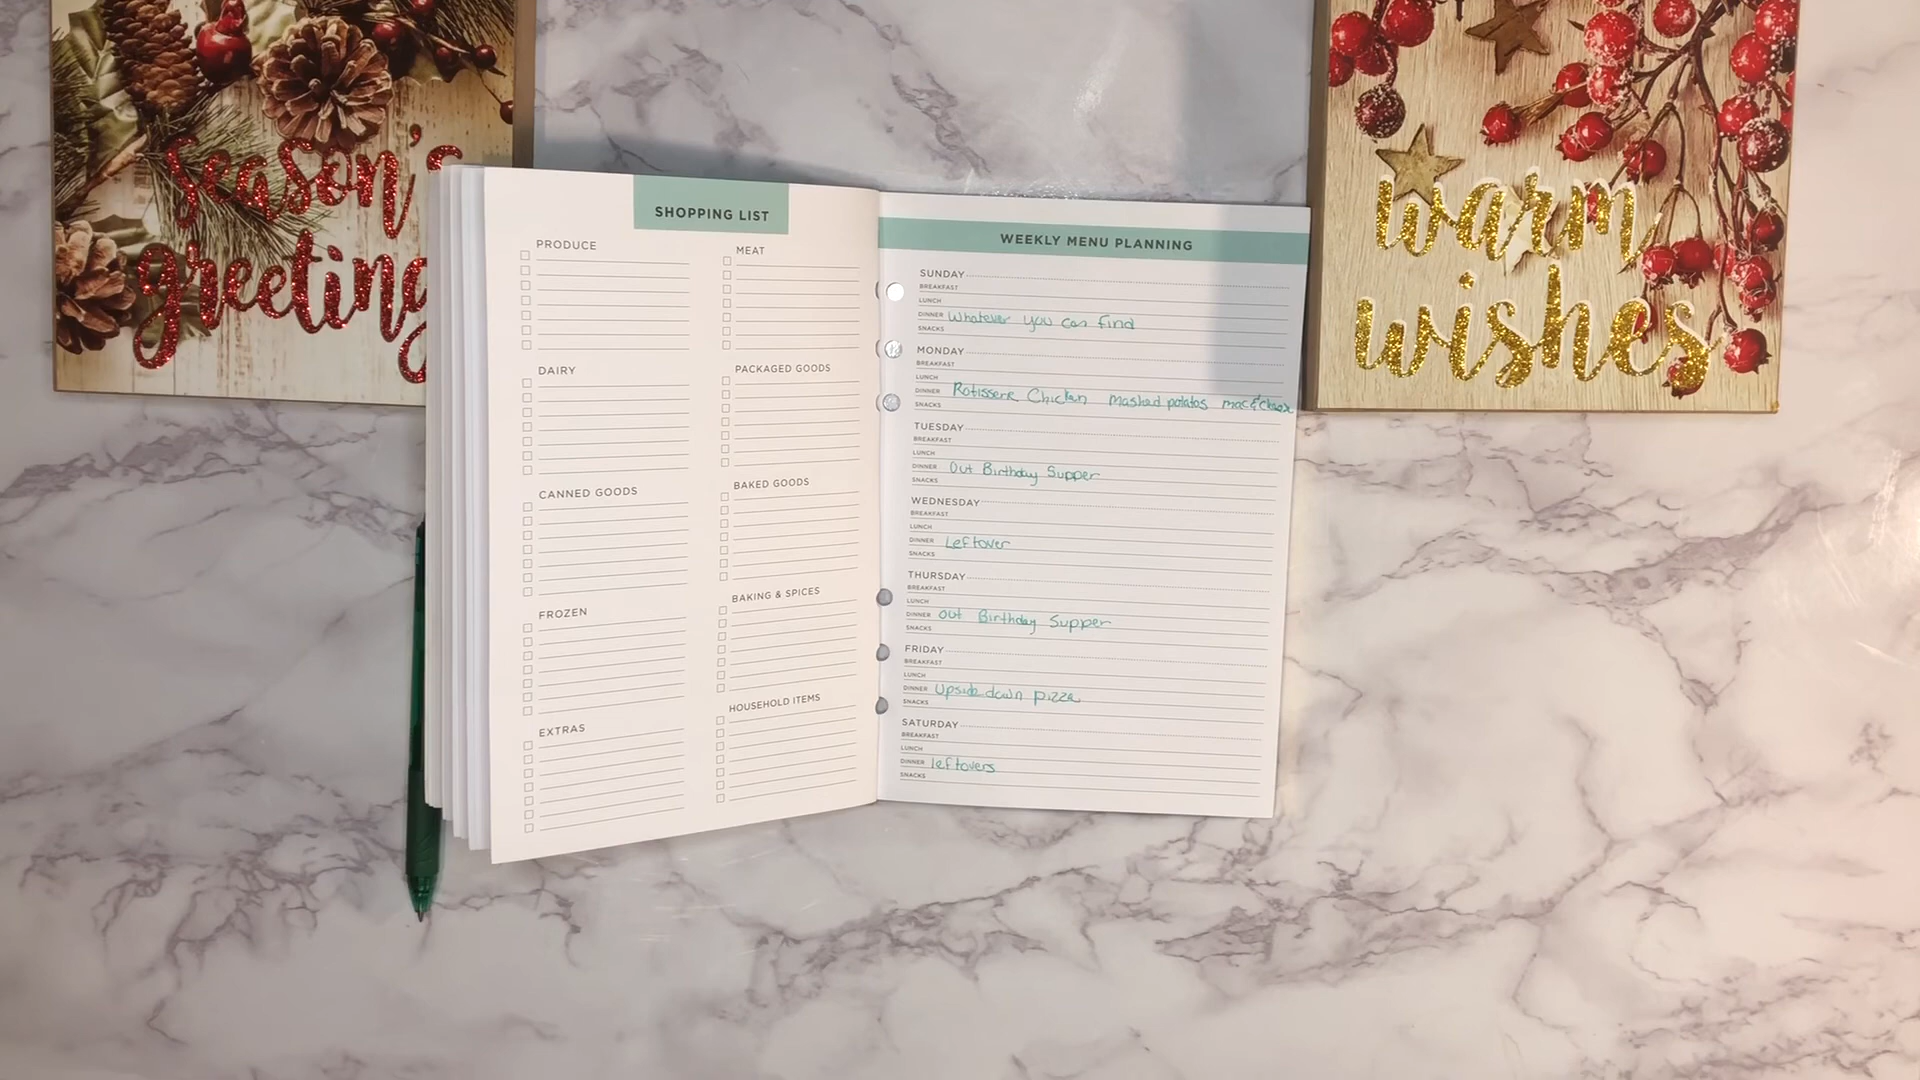 season's
greetings
warm
wishes
SHOPPING LIST
PRODUCE
DAIRY
CANNED GOODS
FROZEN
EXTRAS
MEAT
PACKAGED GOODS
BAKED GOODS
BAKING & SPICES
HOUSEHOLD ITEMS
WEEKLY MENU PLANNING
SUNDAY
BREAKFAST
LUNCH
DINNER Whatever you can find
SNACKS
MONDAY
BREAKFAST
LUNCH
DINNER Rotisserie Chicken Mashed potatos mac & cheese
SNACKS
TUESDAY
BREAKFAST
LUNCH
DINNER Out Birthday Supper
SNACKS
WEDNESDAY
BREAKFAST
LUNCH
DINNER Leftover
SNACKS
THURSDAY
BREAKFAST
LUNCH
DINNER Out Birthday Supper
SNACKS
FRIDAY
BREAKFAST
LUNCH
DINNER Upside down pizza
SNACKS
SATURDAY
BREAKFAST
LUNCH
DINNER leftovers
SNACKS